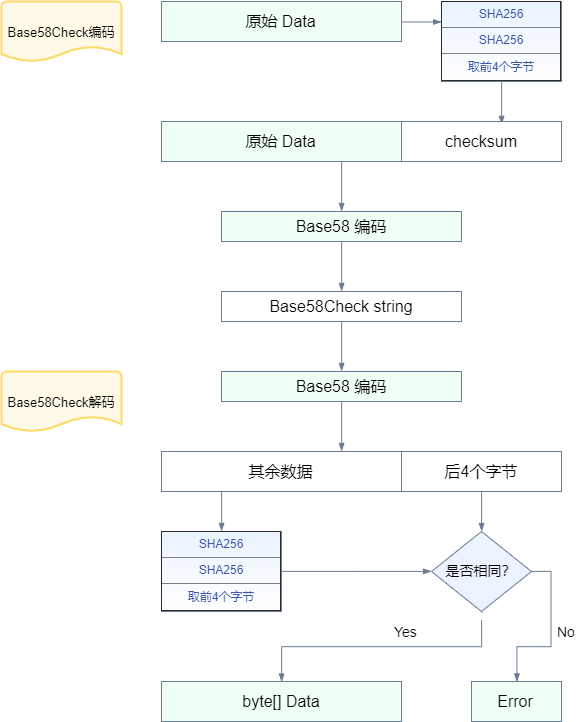 Base58Check编码
原始 Data
SHA256
SHA256
取前4个字节
原始 Data
checksum
Base58 编码
Base58Check string
Base58Check解码
Base58 编码
其余数据
后4个字节
SHA256
SHA256
取前4个字节
是否相同?
Yes
No
byte[] Data
Error